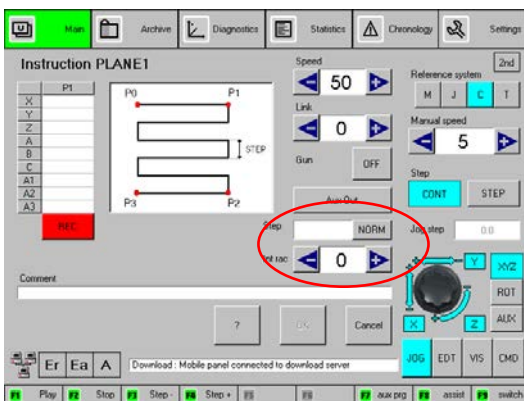 Main Archive Diagnostics Statistics Chronology Settings
Instruction PLANE1
2nd
P1
X
Y
Z
A
B
C
A1
A2
A3
REC
P0 P1
STEP
P3 P2
Speed
50
Link
0
Gun OFF
Aux Out
Step NORM
Int rac
0
Reference system
M J C T
Manual speed
5
Step
CONT STEP
Jog step 0.0
Y
X Z
XYZ
ROT
AUX
Comment
? OK Cancel
JOG EDT VIS CMD
Er Ea A Download : Mobile panel connected to download server
F1 Play F2 Stop F3 Step - F4 Step + F5 F6 F7 aux prg F8 assist F9 switch